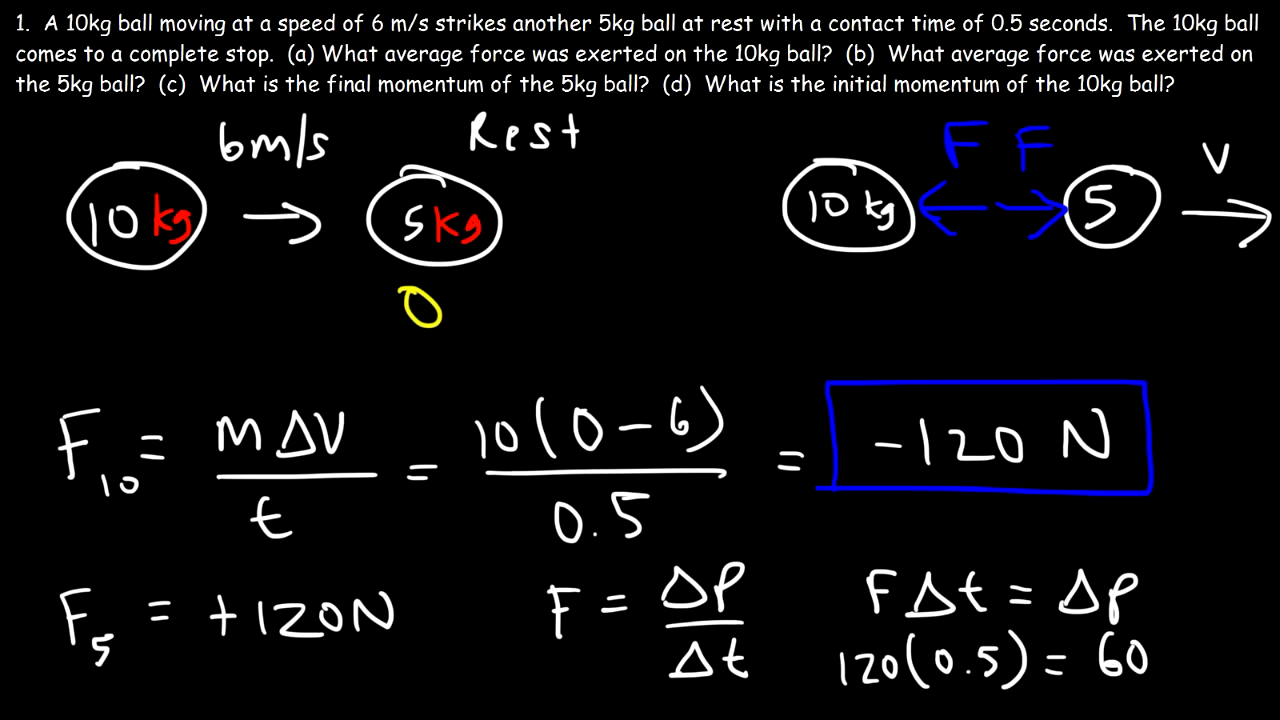 1. A 10kg ball moving at a speed of 6 m/s strikes another 5kg ball at rest with a contact time of 0.5 seconds. The 10kg ball
comes to a complete stop. (a) What average force was exerted on the 10kg ball? (b) What average force was exerted on
the 5kg ball? (c) What is the final momentum of the 5kg ball? (d) What is the initial momentum of the 10kg ball?
6m/s Rest F F V
10 kg → 5 kg 10 kg ← → 5 →
0
F₁₀ = mΔV/t = 10(0-6)/0.5 = -120 N
F₅ = +120N F = Δp/Δt FΔt = Δp
120(0.5) = 60